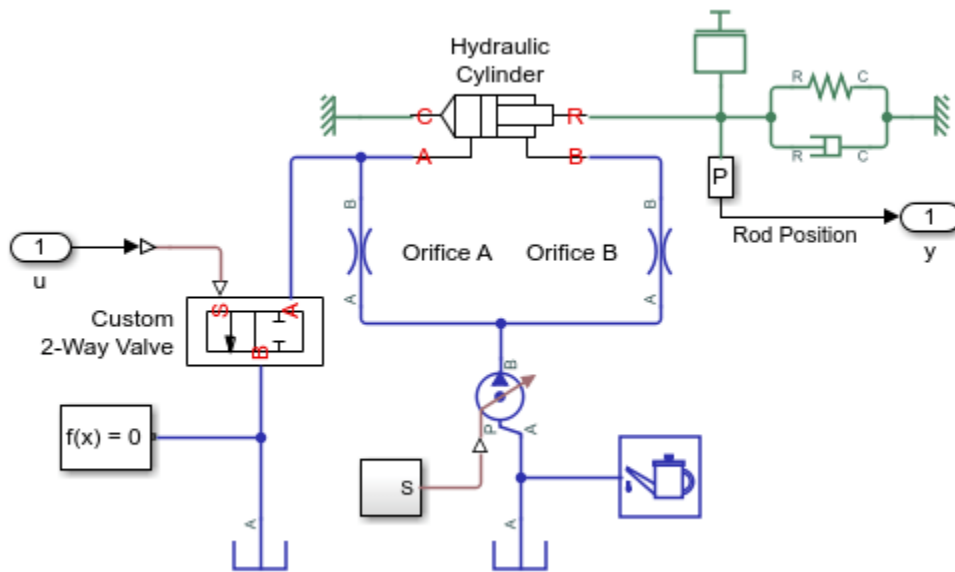 Hydraulic
Cylinder
C
R
A
B
R
C
R
C
P
1
u
1
y
Rod Position
B
A
Orifice A
Orifice B
B
A
S
A
B
Custom
2-Way Valve
f(x) = 0
A
B
P
A
S
A